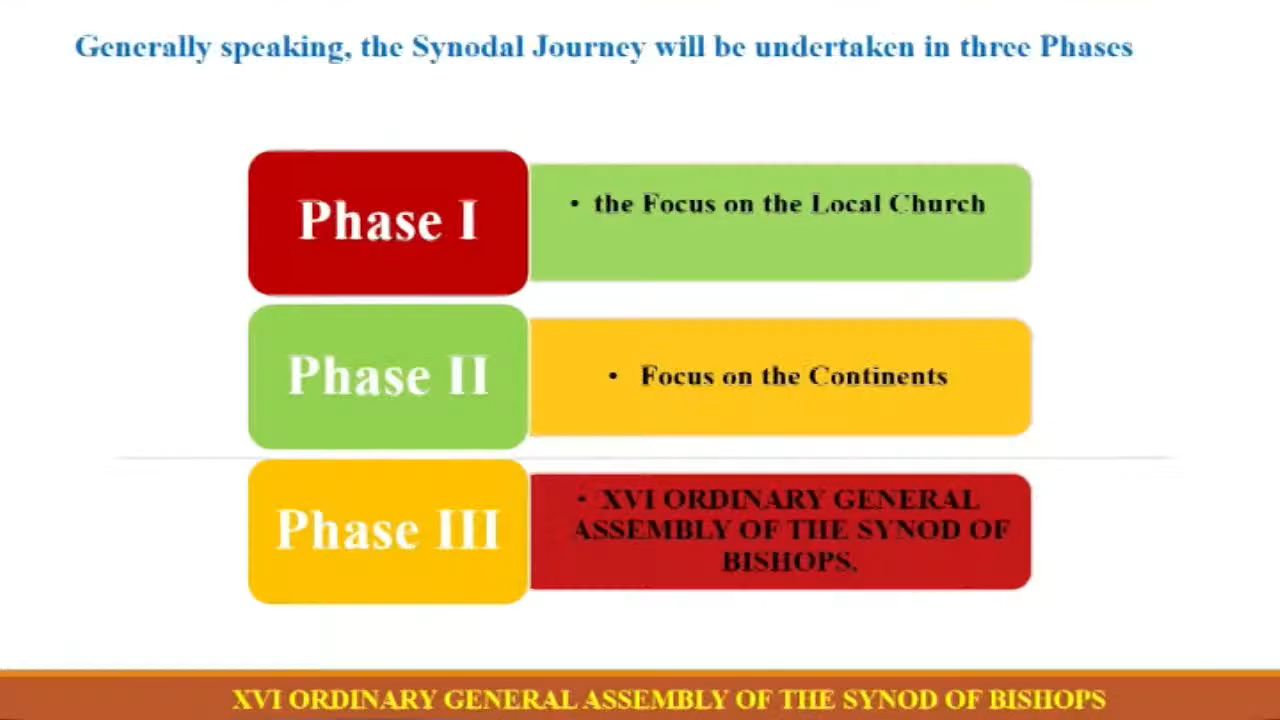 Generally speaking, the Synodal Journey will be undertaken in three Phases
Phase I
• the Focus on the Local Church
Phase II
• Focus on the Continents
Phase III
• XVI ORDINARY GENERAL
ASSEMBLY OF THE SYNOD OF
BISHOPS.
XVI ORDINARY GENERAL ASSEMBLY OF THE SYNOD OF BISHOPS